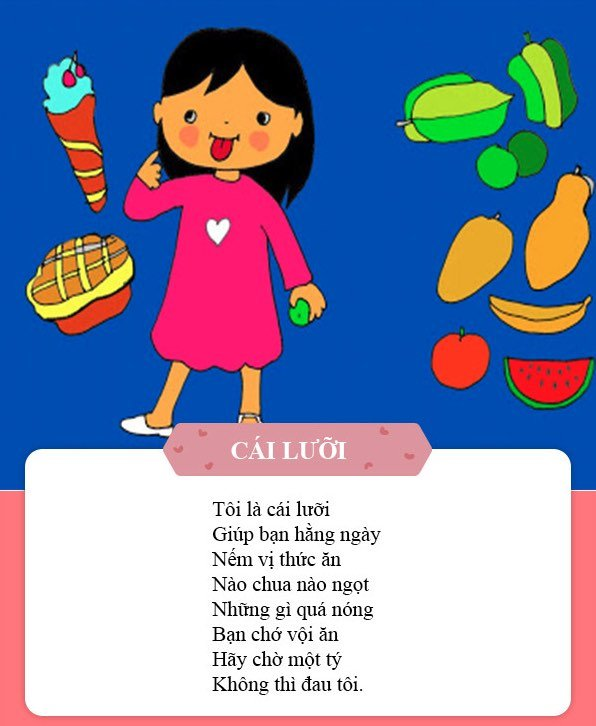 CÁI LƯỠI
Tôi là cái lưỡi
Giúp bạn hằng ngày
Nếm vị thức ăn
Nào chua nào ngọt
Những gì quá nóng
Bạn chớ vội ăn
Hãy chờ một tý
Không thì đau tôi.